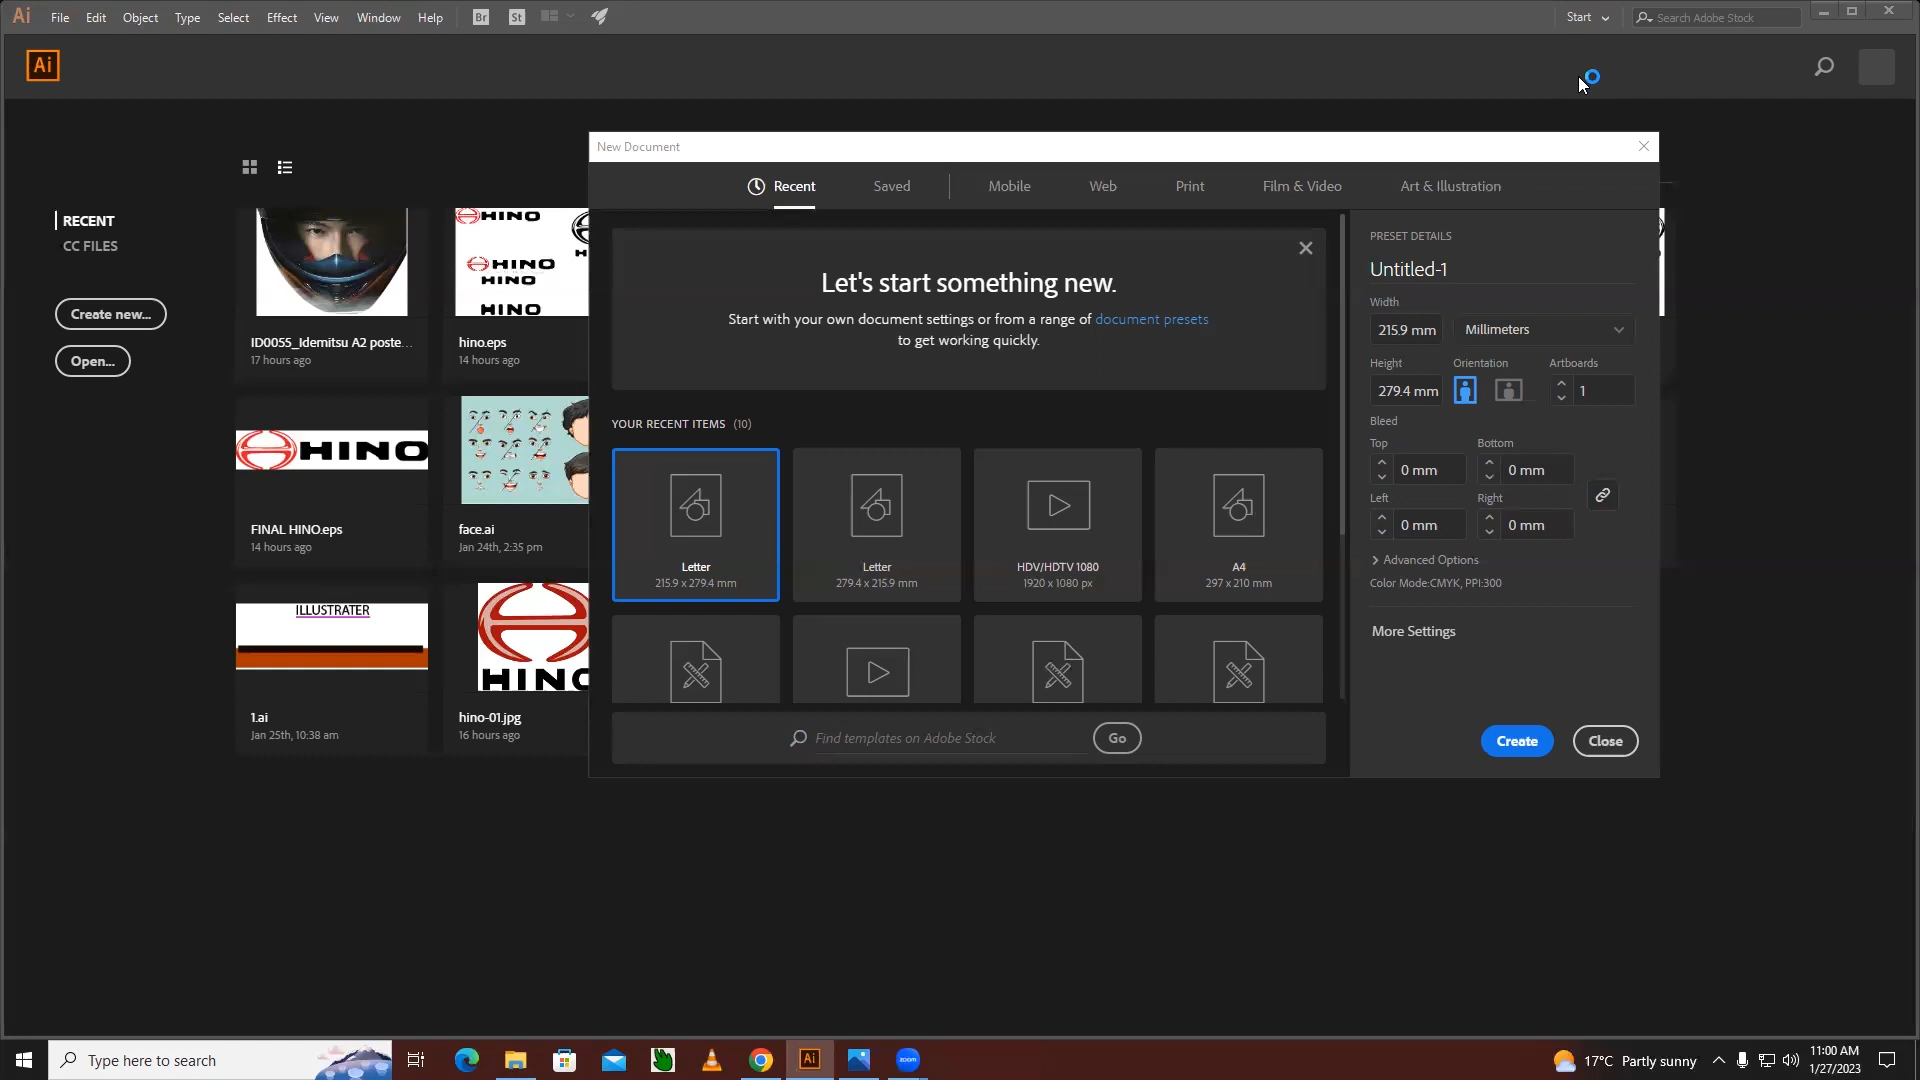 Ai File Edit Object Type Select Effect View Window Help Br St Start Search Adobe Stock
Ai
New Document
Recent Saved Mobile Web Print Film & Video Art & Illustration
RECENT
CC FILES
Create new...
Open...
HINO
HINO
HINO
HINO
ID0055_Idemitsu A2 poste...
17 hours ago
hino.eps
14 hours ago
HINO
FINAL HINO.eps
14 hours ago
face.ai
Jan 24th, 2:35 pm
ILLUSTRATER
HINO
1.ai
Jan 25th, 10:38 am
hino-01.jpg
16 hours ago
Let's start something new.
Start with your own document settings or from a range of document presets
to get working quickly.
YOUR RECENT ITEMS (10)
Letter
215.9 x 279.4 mm
Letter
279.4 x 215.9 mm
HDV/HDTV 1080
1920 x 1080 px
A4
297 x 210 mm
Find templates on Adobe Stock Go
PRESET DETAILS
Untitled-1
Width
215.9 mm Millimeters
Height Orientation Artboards
279.4 mm 1
Bleed
Top Bottom
0 mm 0 mm
Left Right
0 mm 0 mm
Advanced Options
Color Mode:CMYK, PPI:300
More Settings
Create Close
Type here to search Ai zoom 17°C Partly sunny 11:00 AM
1/27/2023